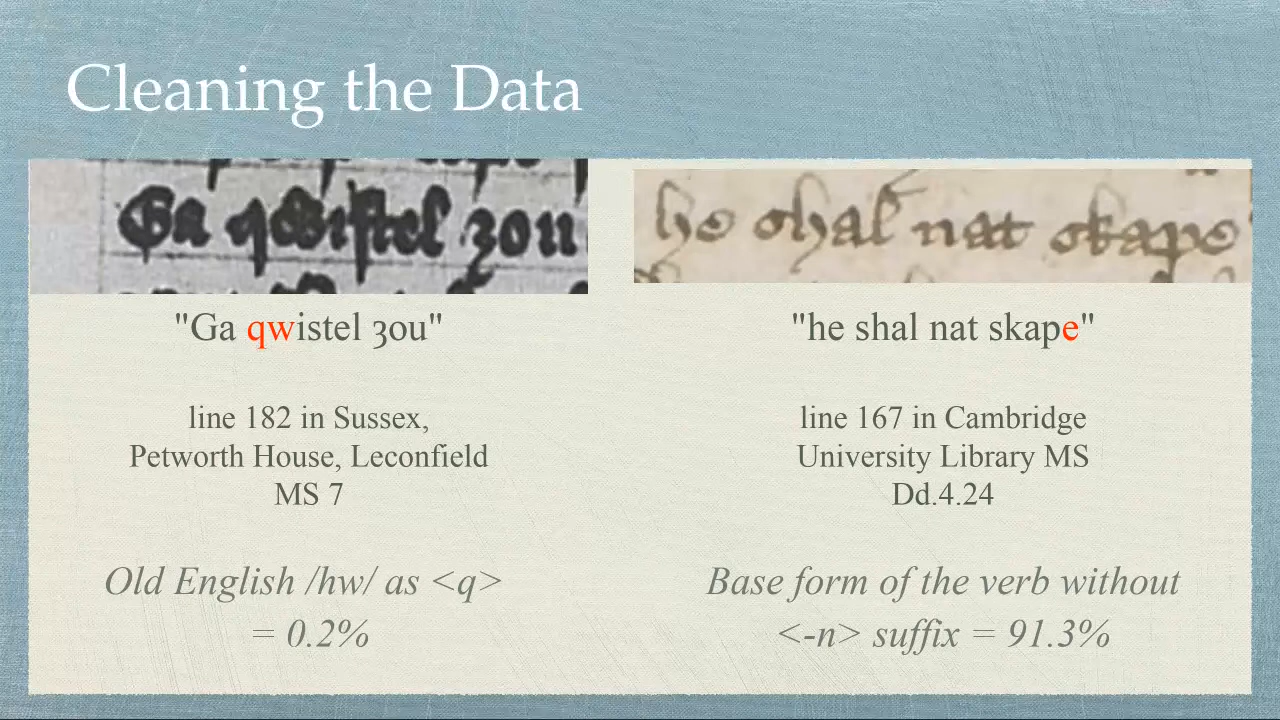 Cleaning the Data
Ga qwistel ȝou
he shal nat skape
"Ga qwistel ȝou"
"he shal nat skape"
line 182 in Sussex,
Petworth House, Leconfield
MS 7
line 167 in Cambridge
University Library MS
Dd.4.24
Old English /hw/ as <q>
= 0.2%
Base form of the verb without
<-n> suffix = 91.3%